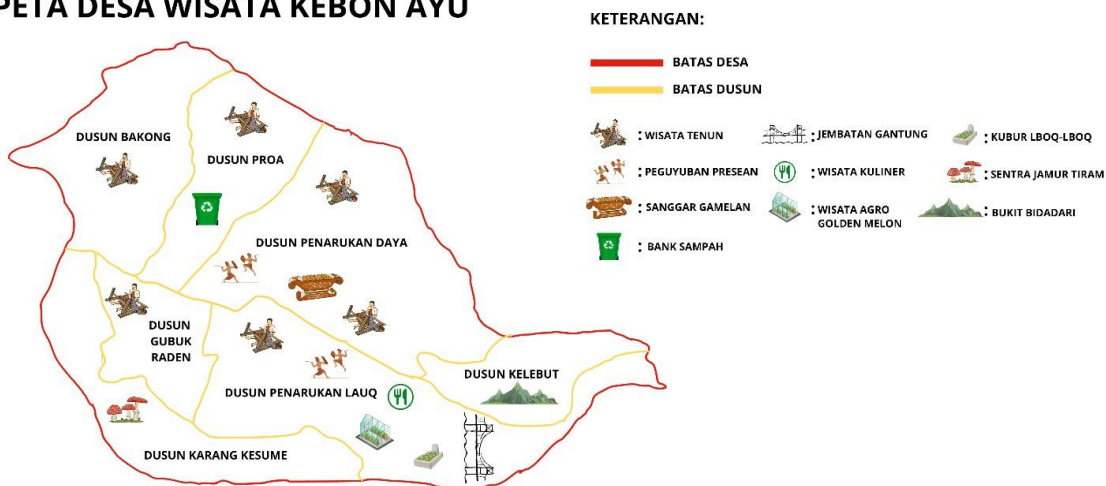 PETA DESA WISATA KEBON AYU
DUSUN BAKONG
DUSUN PROA
DUSUN PENARUKAN DAYA
DUSUN
GUBUK
RADEN
DUSUN PENARUKAN LAUQ
DUSUN KELEBUT
DUSUN KARANG KESUME
KETERANGAN:
BATAS DESA
BATAS DUSUN
: WISATA TENUN
: PEGUYUBAN PRESEAN
: SANGGAR GAMELAN
: BANK SAMPAH
: JEMBATAN GANTUNG
: WISATA KULINER
: WISATA AGRO
GOLDEN MELON
: KUBUR LBOQ-LBOQ
: SENTRA JAMUR TIRAM
: BUKIT BIDADARI